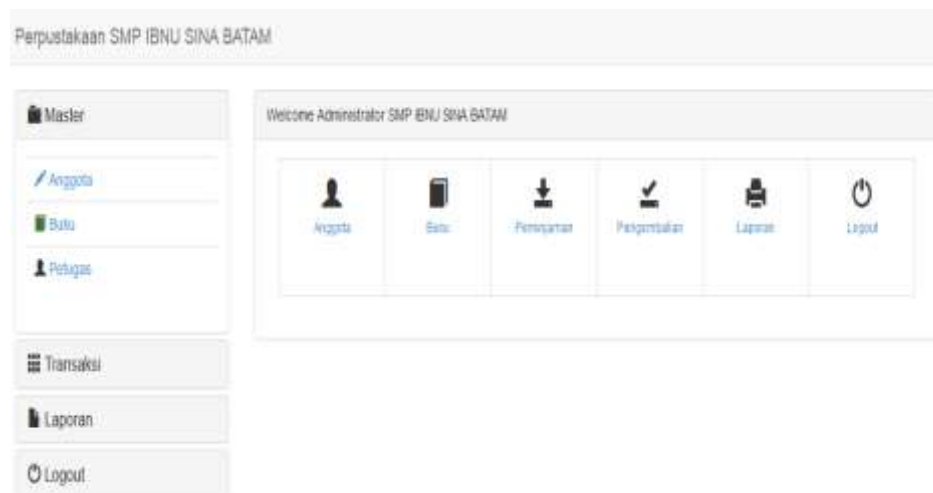 Perpustakaan SMP IBNU SINA BATAM
Master
Anggota
Buku
Petugas
Transaksi
Laporan
Logout
Welcome Administrator SMP IBNU SINA BATAM
Anggota
Buku
Peminjaman
Pengembalian
Laporan
Logout